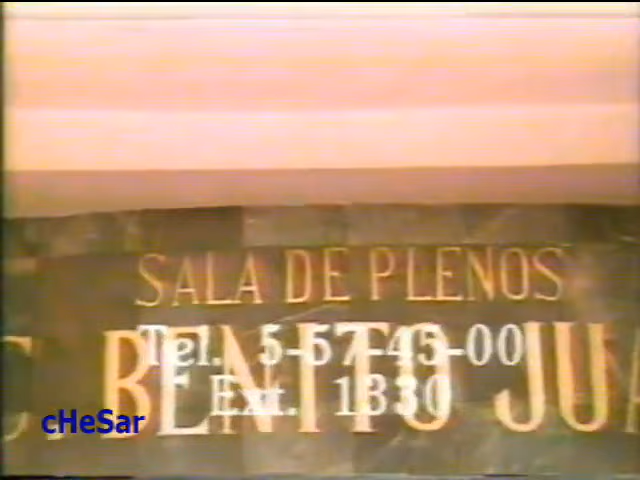 SALA DE PLENOS
C. BENITO JUA
Tel. 5-57-45-00
Ext. 1330
cHeSar